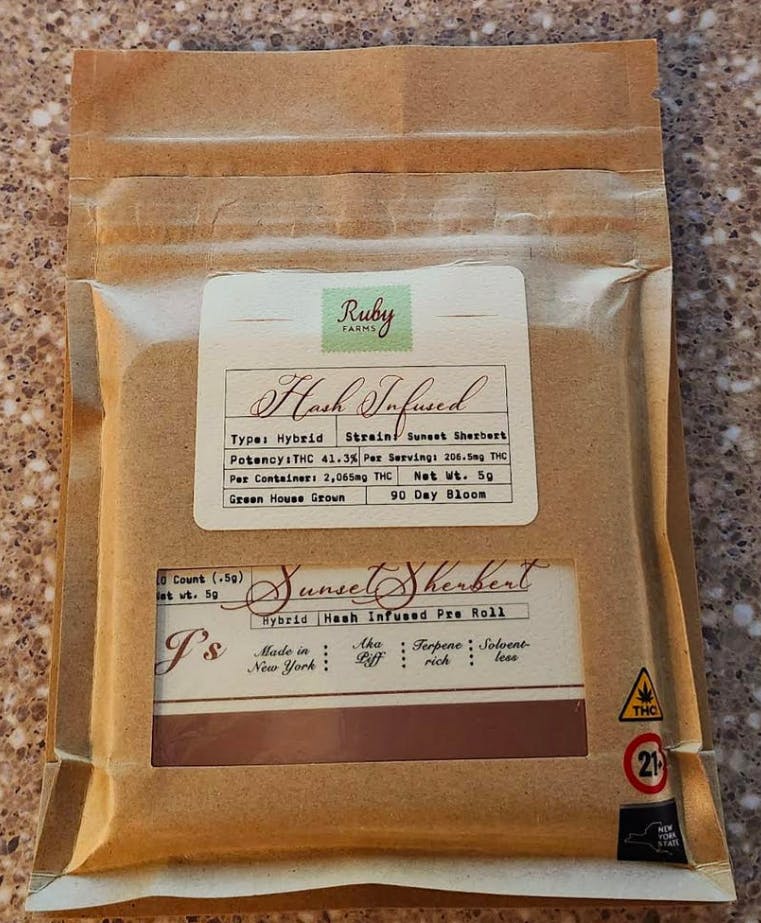 Ruby
FARMS
Hash Infused
Type: Hybrid Strain: Sunset Sherbert
Potency:THC 41.3% Per Serving: 206.5mg THC
Per Container: 2,065mg THC Net Wt. 5g
Green House Grown 90 Day Bloom
0 Count (.5g)
Net wt. 5g
Sunset Sherbert
Hybrid Hash Infused Pre Roll
J's
Made in
New York
Aka
Piff
Terpene
rich
Solvent-
less
THC
21+
NEW
YORK
STATE